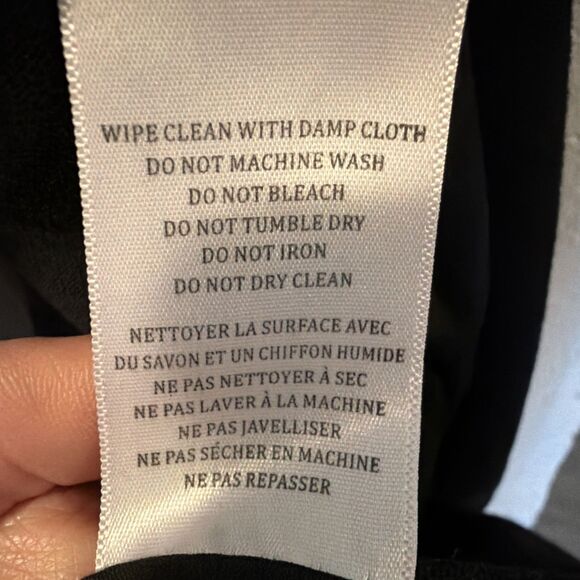 WIPE CLEAN WITH DAMP CLOTH
DO NOT MACHINE WASH
DO NOT BLEACH
DO NOT TUMBLE DRY
DO NOT IRON
DO NOT DRY CLEAN
NETTOYER LA SURFACE AVEC
DU SAVON ET UN CHIFFON HUMIDE
NE PAS NETTOYER À SEC
NE PAS LAVER À LA MACHINE
NE PAS JAVELLISER
NE PAS SÉCHER EN MACHINE
NE PAS REPASSER